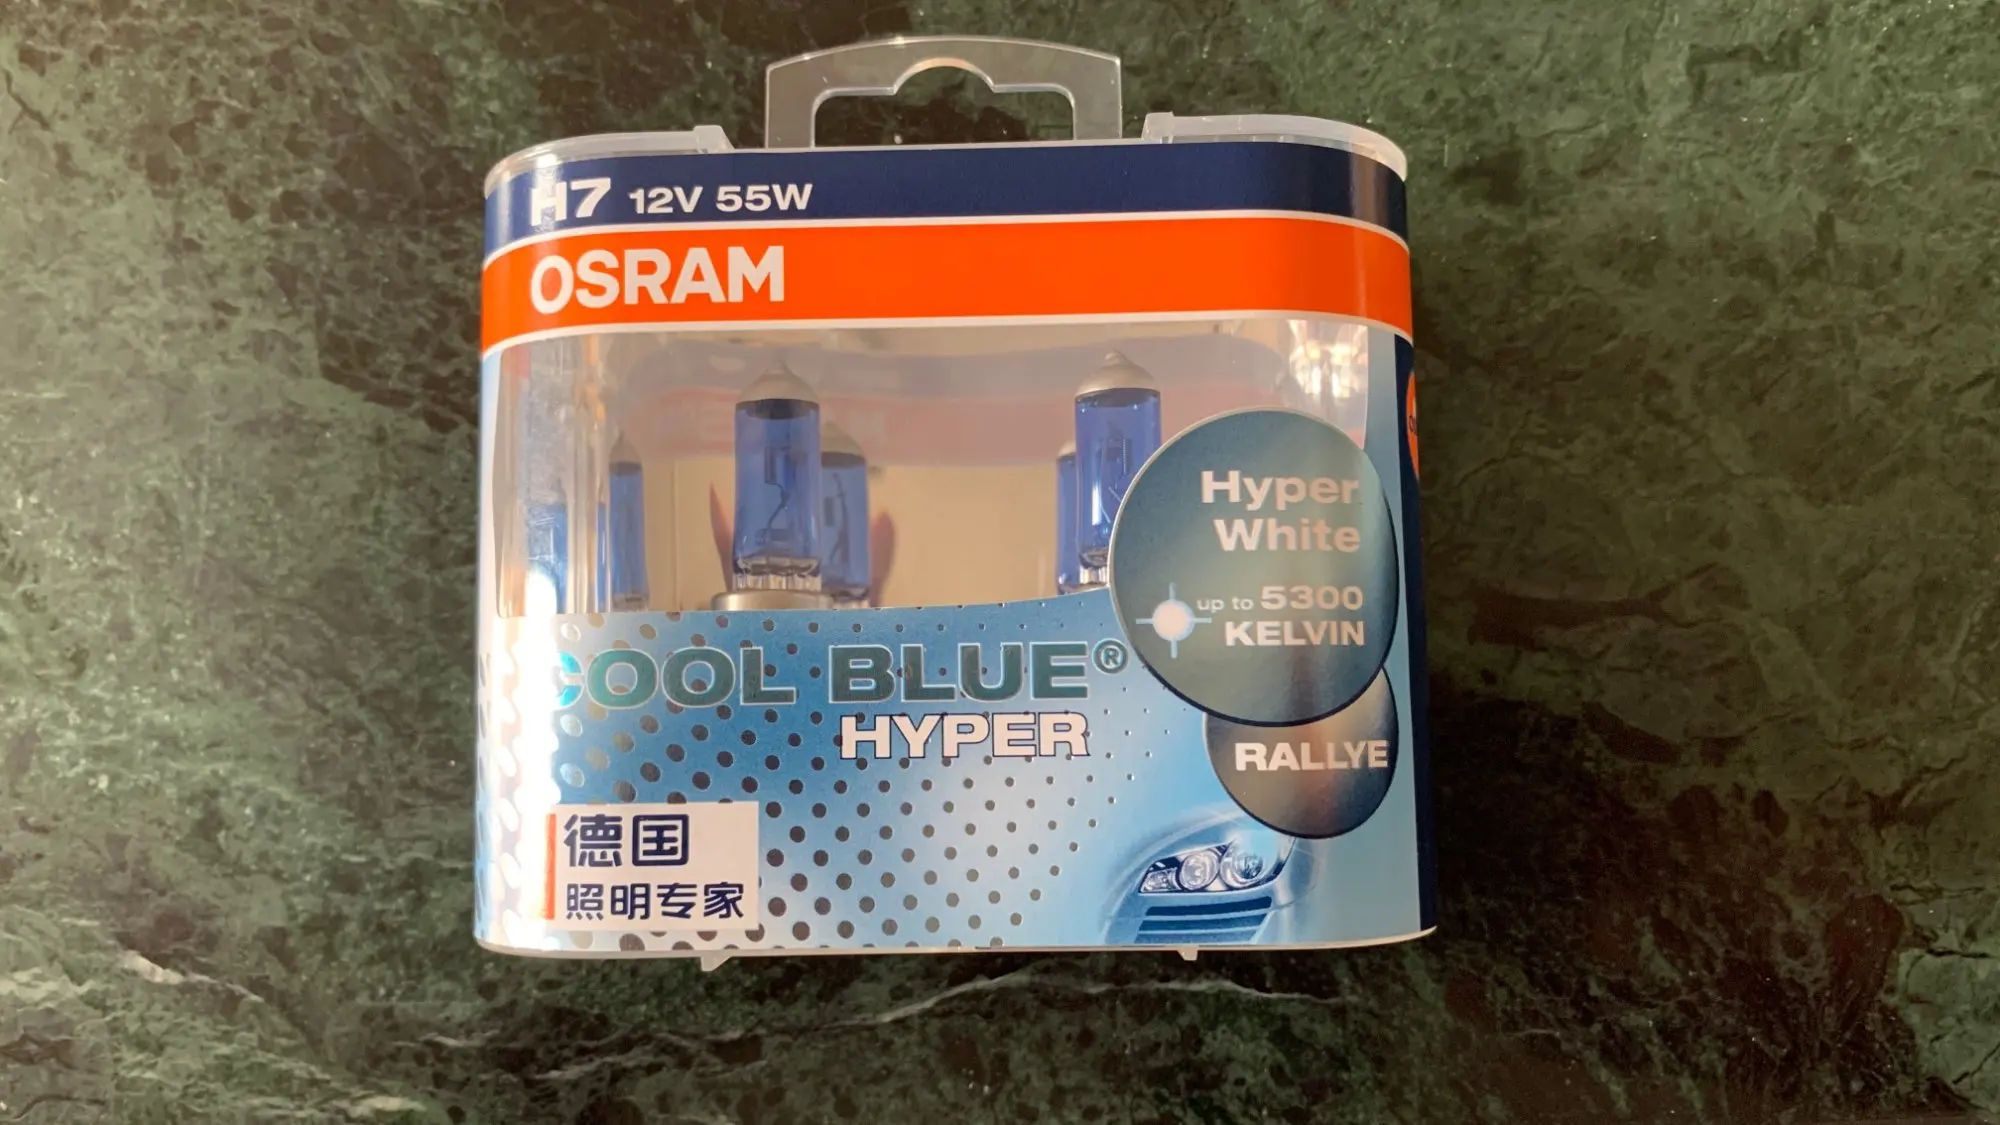 H7 12V 55W
OSRAM
Hyper
White
up to 5300
KELVIN
COOL BLUE®
HYPER
RALLYE
德国
照明专家